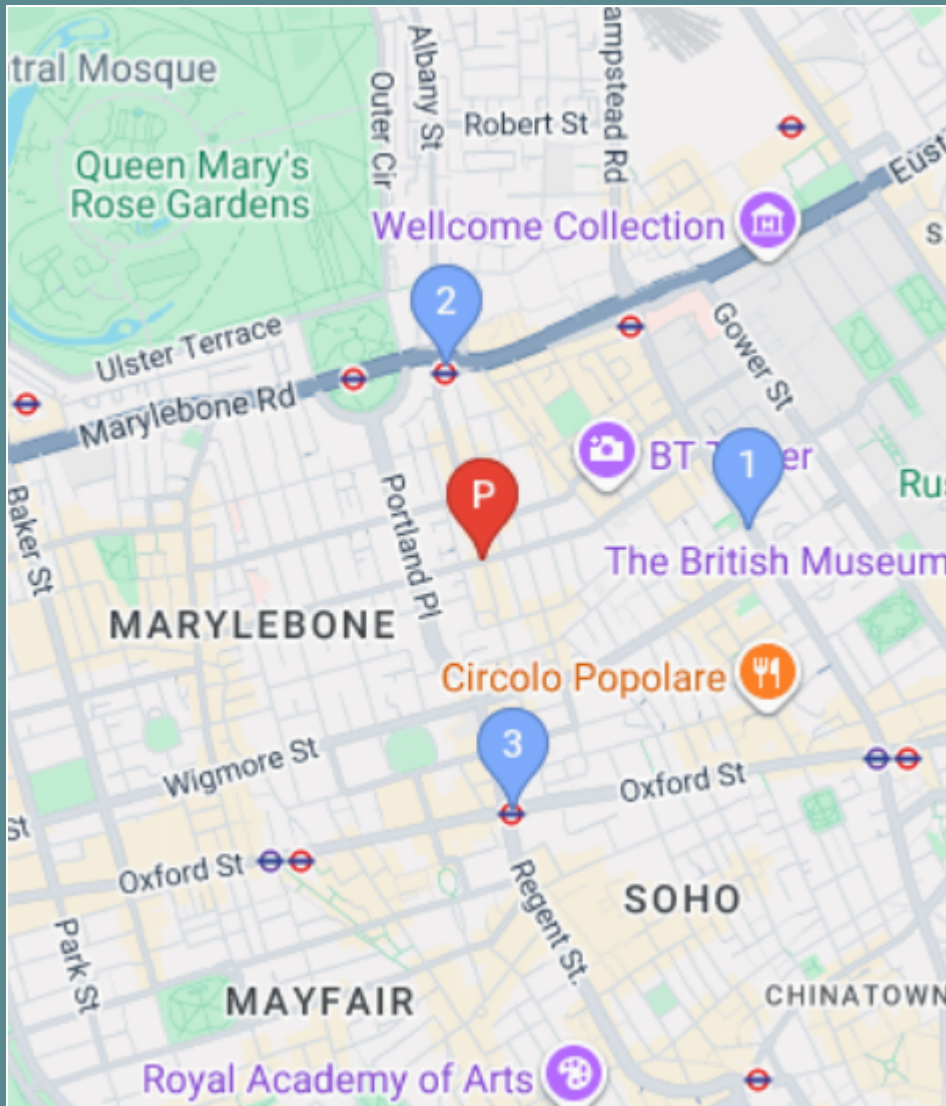 tral Mosque
Albany St
Outer Cir
ampstead Rd
Robert St
Queen Mary's
Rose Gardens
Wellcome Collection
Eust
S
2
Ulster Terrace
Gower St
Marylebone Rd
BT T er
1
P
Baker St
Portland Pl
Rus
The British Museum
MARYLEBONE
Circolo Popolare
3
Wigmore St
Oxford St
St
Oxford St
Regent St.
SOHO
Park St
MAYFAIR
CHINATOWN
Royal Academy of Arts